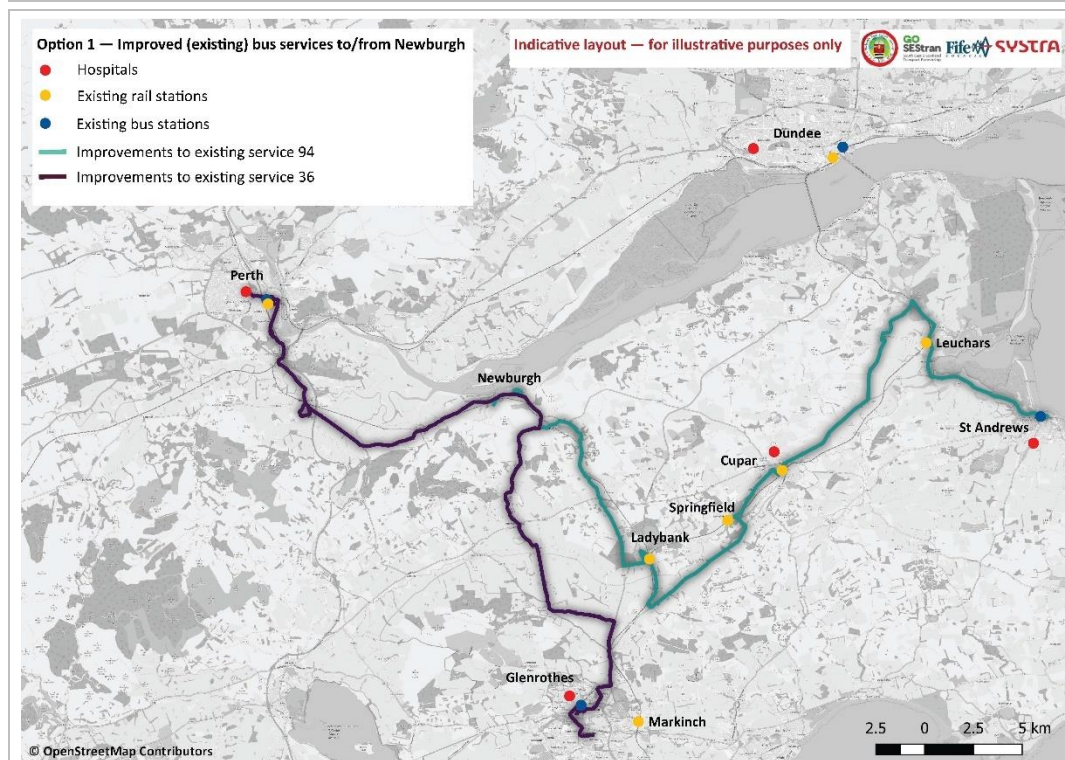 Option 1 — Improved (existing) bus services to/from Newburgh
Hospitals
Existing rail stations
Existing bus stations
Improvements to existing service 94
Improvements to existing service 36
Indicative layout — for illustrative purposes only
GO
SEStran
Fife
SYSTRA
Dundee
Perth
Newburgh
Leuchars
St Andrews
Cupar
Springfield
Ladybank
Glenrothes
Markinch
2.5 0 2.5 5 km
© OpenStreetMap Contributors